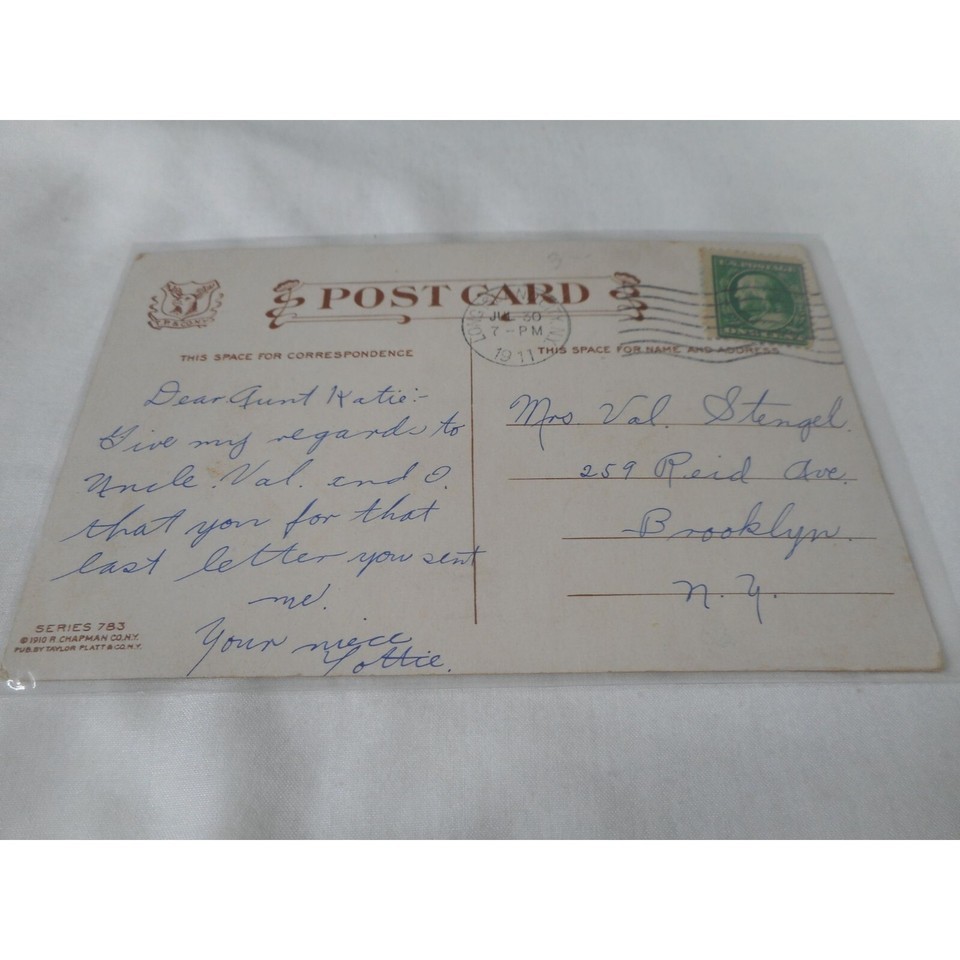 POST CARD
JUL 30
7-PM
1911
U.S. POSTAGE
THIS SPACE FOR CORRESPONDENCE
THIS SPACE FOR NAME AND ADDRESS
Dear Aunt Katie:-
Give my regards to
Uncle Val. and I.
that you for that
last letter you sent
me.
Your niece
Lottie.
Mrs. Val. Stengel.
259 Reid Ave.
Brooklyn.
N. Y.
SERIES 783
© 1910 R. CHAPMAN CO. N.Y.
PUB. BY TAYLOR PLATT & CO. N.Y.